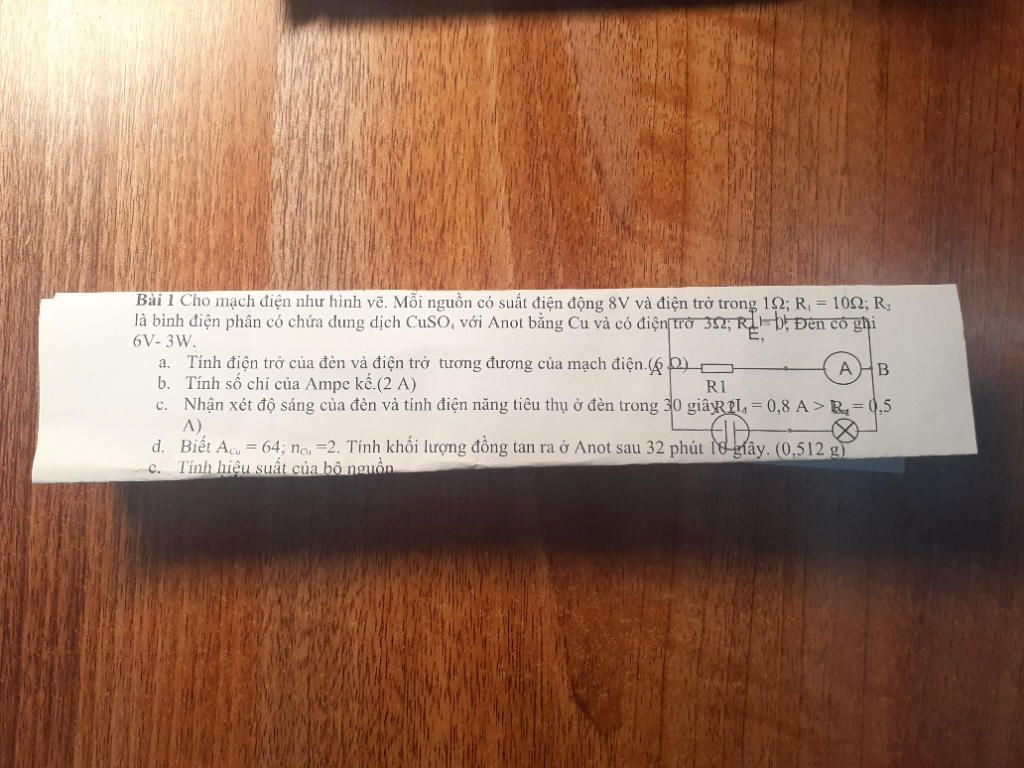 Bài 1 Cho mạch điện như hình vẽ. Mỗi nguồn có suất điện động 8V và điện trở trong 1Ω; R₁ = 10Ω; R₂
là bình điện phân có chứa dung dịch CuSO₄ với Anot bằng Cu và có điện trở 3Ω; = 0; Đèn có ghi
6V- 3W.
E,
a. Tính điện trở của đèn và điện trở tương đương của mạch điện.(6 Ω)
A B
R1
b. Tính số chỉ của Ampe kế.(2 A)
c. Nhận xét độ sáng của đèn và tính điện năng tiêu thụ ở đèn trong 30 giây. = 0,8 A > = 0,5
A)
d. Biết A_Cu = 64; n_Cu =2. Tính khối lượng đồng tan ra ở Anot sau 32 phút 10 giây. (0,512 g)
e. Tính hiệu suất của bộ nguồn